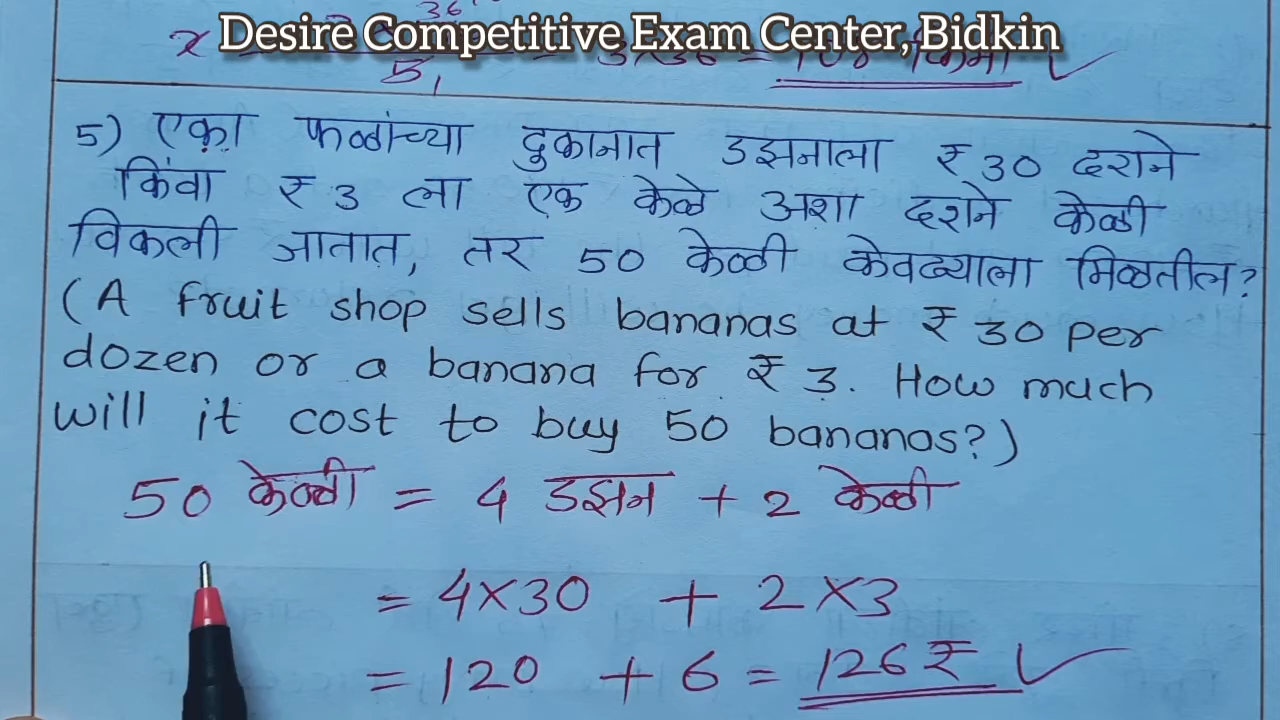 Desire Competitive Exam Center, Bidkin
36
x
5,
5) एका फळांच्या दुकानात डझनाला ₹ 30 दराने
किंवा ₹ 3 ला एक केळे अशा दराने केळी
विकली जातात, तर 50 केळी केवढ्याला मिळतील?
(A fruit shop sells bananas at ₹ 30 per
dozen or a banana for ₹ 3. How much
will it cost to buy 50 bananas?)
50 केळी = 4 डझन + 2 केळी
= 4×30 + 2×3
= 120 + 6 = 126 ₹ ✓